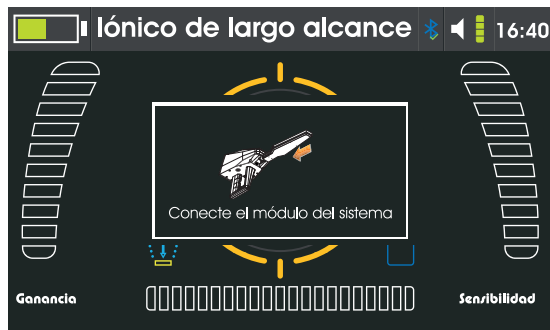 Iónico de largo alcance 16:40
Conecte el módulo del sistema
Ganancia
Sensibilidad